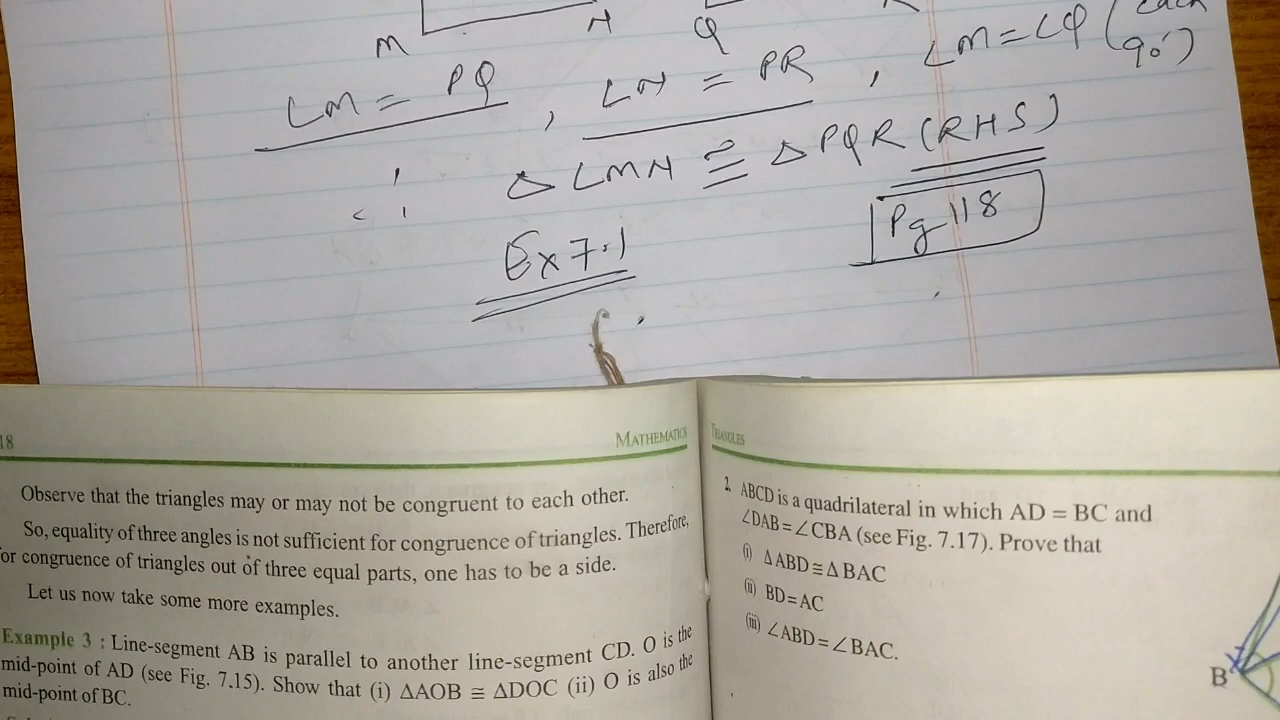 M N Q
LM = PQ , LN = PR , ∠M = ∠Q (each 90°)
∴ △ LMN ≅ △ PQR (RHS)
Pg 118
Ex 7.1
18 MATHEMATICS
Observe that the triangles may or may not be congruent to each other.
So, equality of three angles is not sufficient for congruence of triangles. Therefore,
for congruence of triangles out of three equal parts, one has to be a side.
Let us now take some more examples.
Example 3 : Line-segment AB is parallel to another line-segment CD. O is the
mid-point of AD (see Fig. 7.15). Show that (i) ΔAOB ≅ ΔDOC (ii) O is also the
mid-point of BC.
TRIANGLES
2. ABCD is a quadrilateral in which AD = BC and
∠DAB = ∠CBA (see Fig. 7.17). Prove that
(i) ΔABD ≅ ΔBAC
(ii) BD = AC
(iii) ∠ABD = ∠BAC.
B